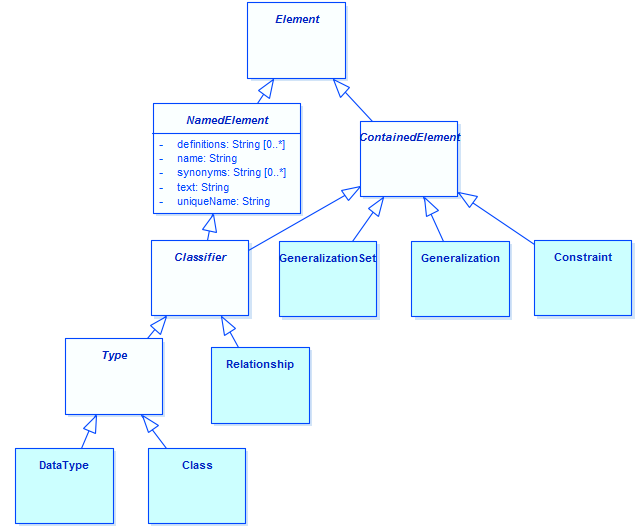 Element
NamedElement
- definitions: String [0..*]
- name: String
- synonyms: String [0..*]
- text: String
- uniqueName: String
ContainedElement
Classifier
GeneralizationSet
Generalization
Constraint
Type
Relationship
DataType
Class